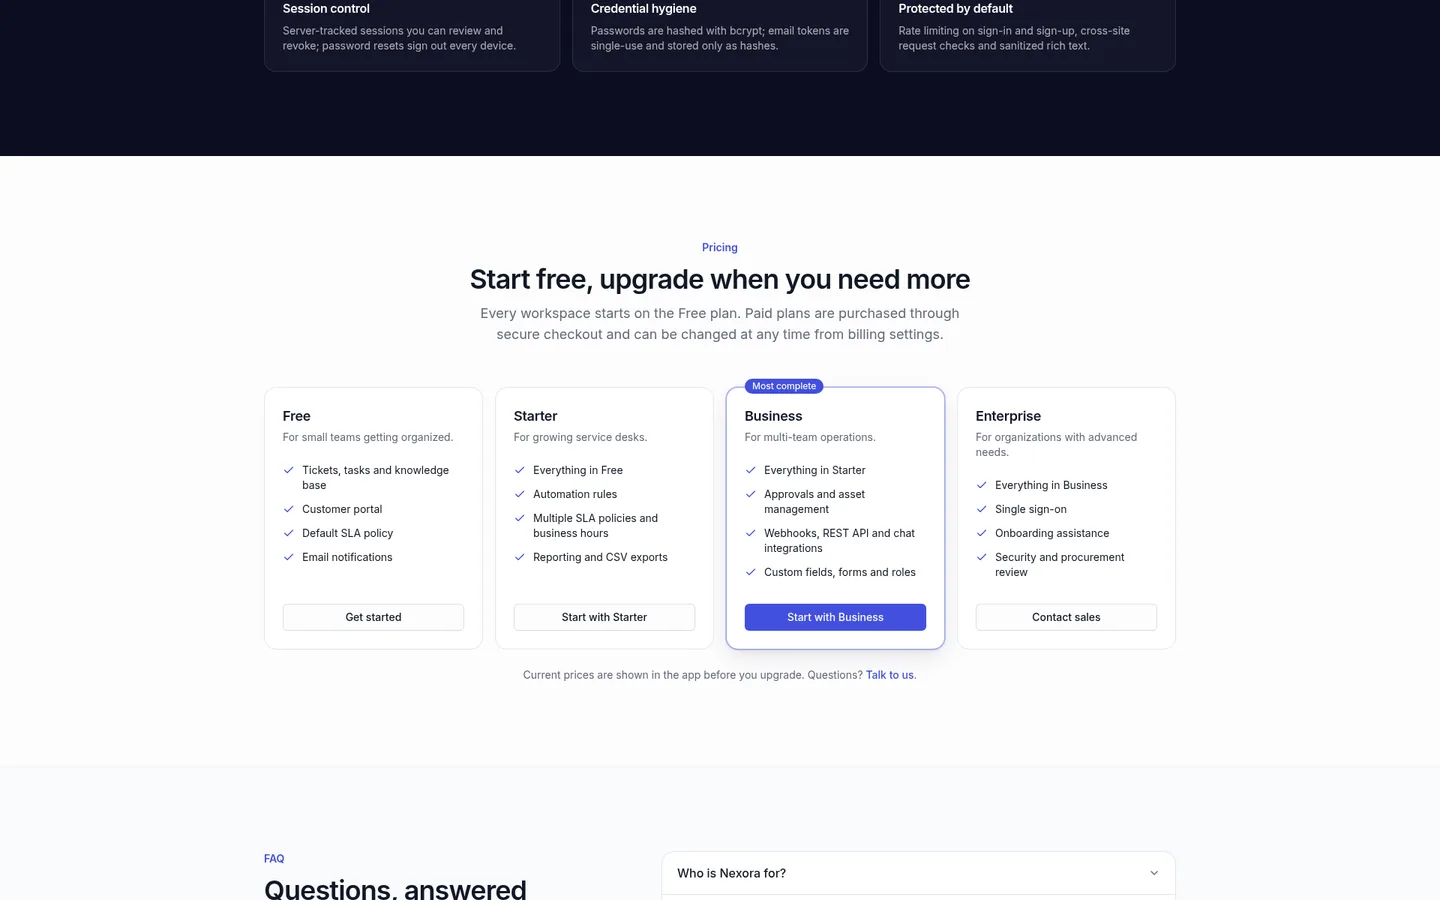 Session control
Server-tracked sessions you can review and
revoke; password resets sign out every device.
Credential hygiene
Passwords are hashed with bcrypt; email tokens are
single-use and stored only as hashes.
Protected by default
Rate limiting on sign-in and sign-up, cross-site
request checks and sanitized rich text.
Pricing
Start free, upgrade when you need more
Every workspace starts on the Free plan. Paid plans are purchased through
secure checkout and can be changed at any time from billing settings.
Free
For small teams getting organized.
Tickets, tasks and knowledge
base
Customer portal
Default SLA policy
Email notifications
Get started
Starter
For growing service desks.
Everything in Free
Automation rules
Multiple SLA policies and
business hours
Reporting and CSV exports
Start with Starter
Most complete
Business
For multi-team operations.
Everything in Starter
Approvals and asset
management
Webhooks, REST API and chat
integrations
Custom fields, forms and roles
Start with Business
Enterprise
For organizations with advanced
needs.
Everything in Business
Single sign-on
Onboarding assistance
Security and procurement
review
Contact sales
Current prices are shown in the app before you upgrade. Questions? Talk to us.
FAQ
Questions, answered
Who is Nexora for?